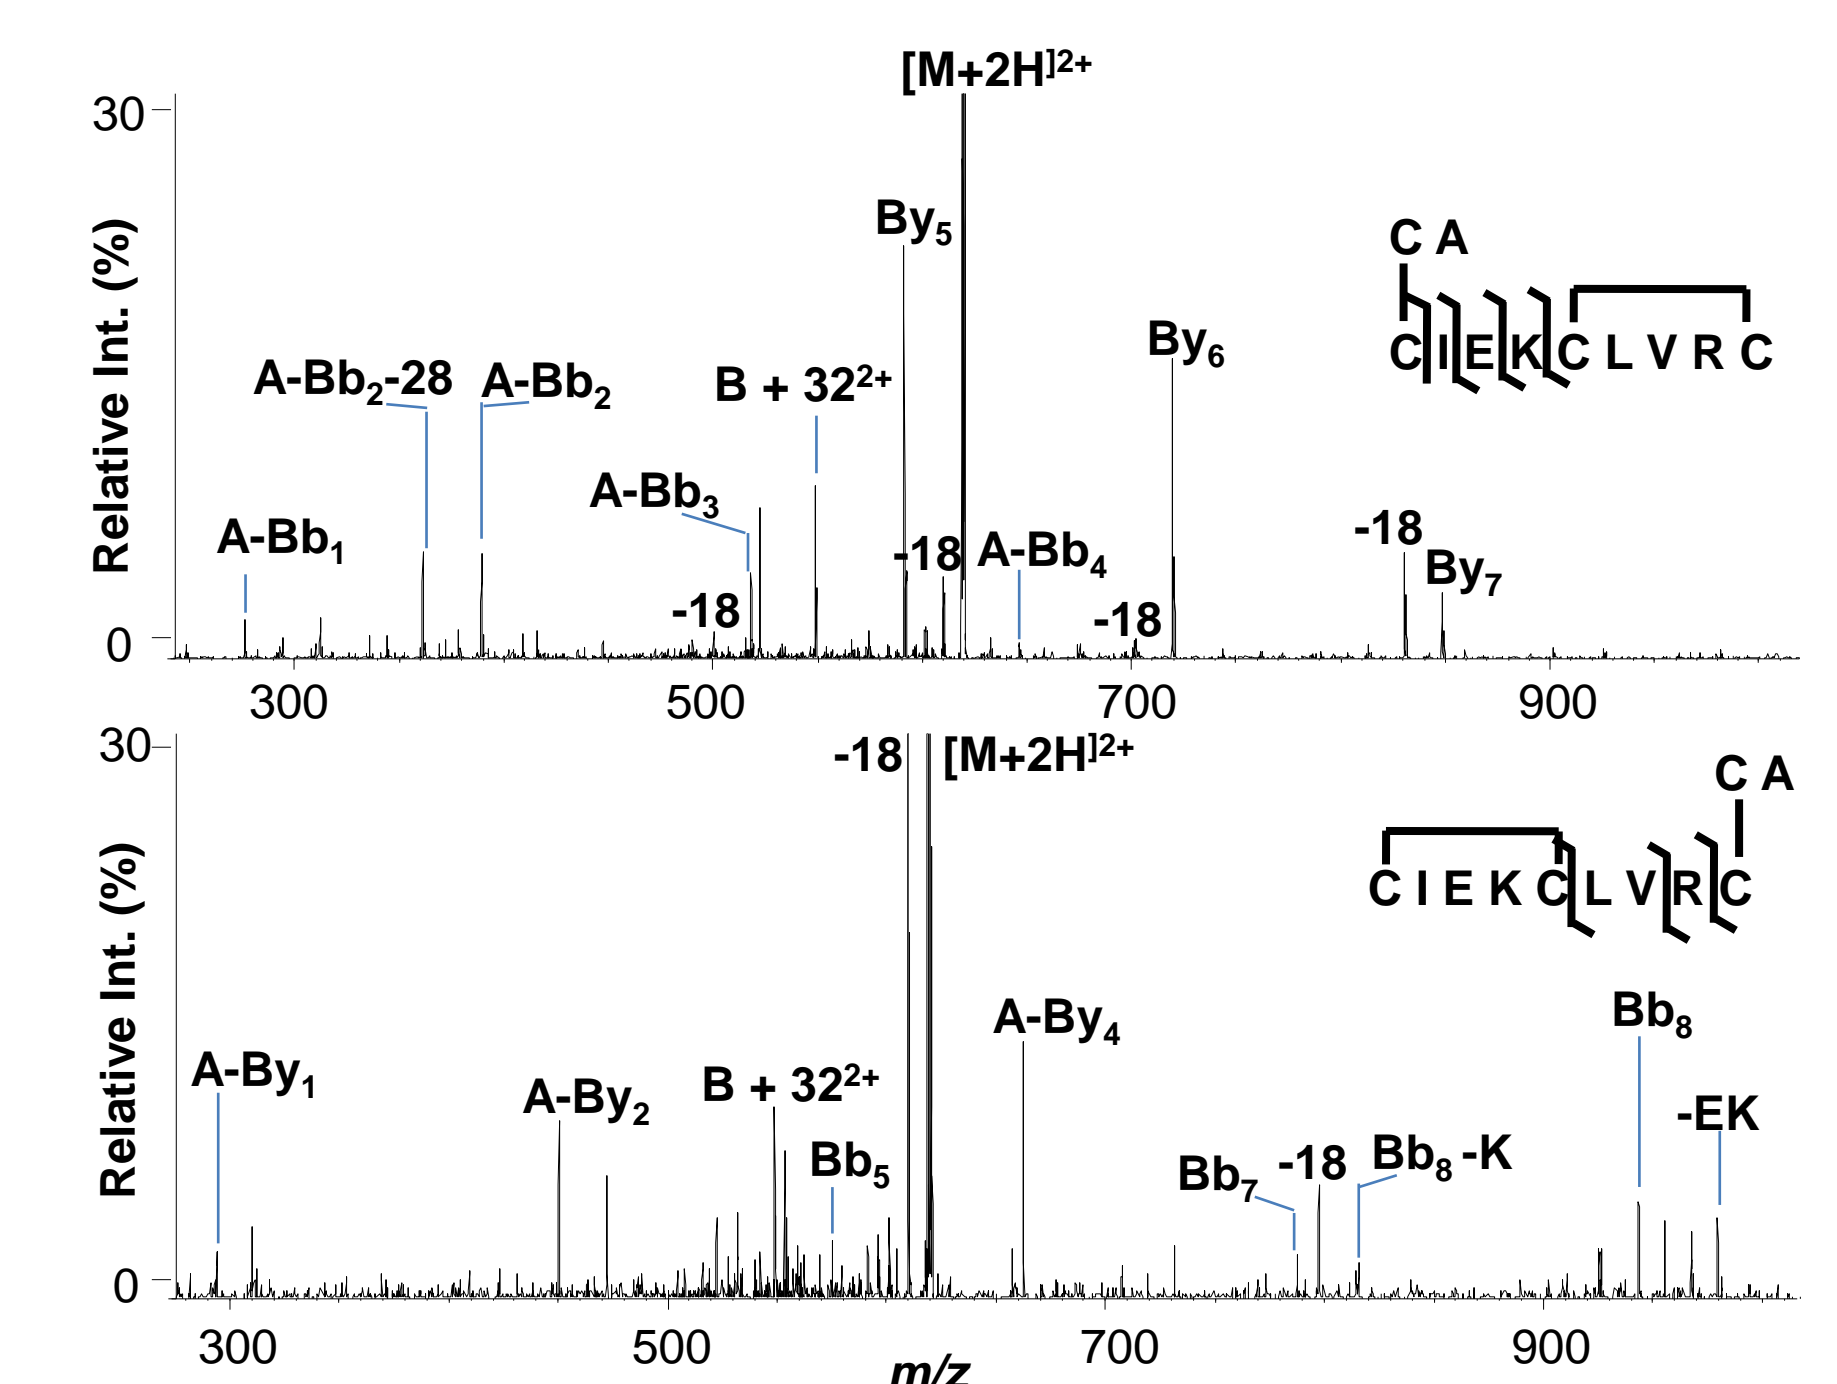 [M+2H]2+
30
By5
C A
By6
C I E K C L V R C
A-Bb2-28
A-Bb2
B + 322+
A-Bb3
-18
By7
A-Bb1
-18
A-Bb4
-18
-18
0
Relative Int. (%)
300
500
700
900
30
-18
[M+2H]2+
C A
C I E K C L V R C
A-By4
Bb8
A-By1
A-By2
B + 322+
-EK
Bb5
Bb7
-18
Bb8 -K
0
Relative Int. (%)
300
500
700
900
m/z